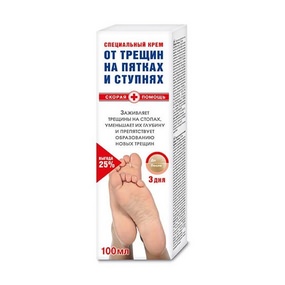 СПЕЦИАЛЬНЫЙ КРЕМ
ОТ ТРЕЩИН
НА ПЯТКАХ
И СТУПНЯХ
СКОРАЯ + ПОМОЩЬ
ЗАЖИВЛЯЕТ
ТРЕЩИНЫ НА СТОПАХ,
УМЕНЬШАЕТ ИХ ГЛУБИНУ
И ПРЕПЯТСТВУЕТ
ОБРАЗОВАНИЮ
НОВЫХ ТРЕЩИН
ВЫГОДА
25%
3 ДНЯ
100 МЛ